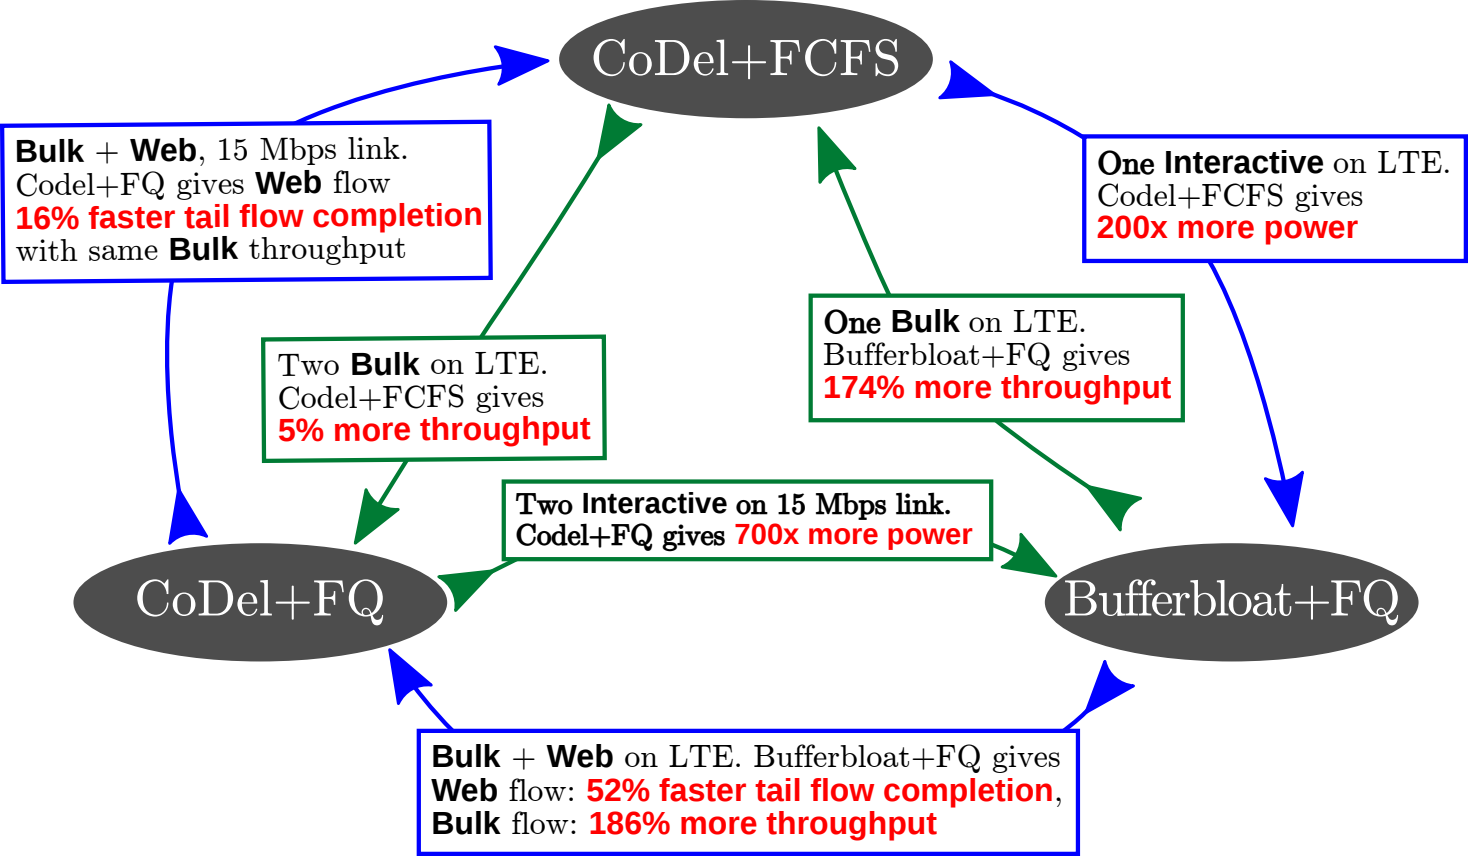 CoDel+FCFS
Bulk + Web, 15 Mbps link.
Codel+FQ gives Web flow
16% faster tail flow completion
with same Bulk throughput
One Interactive on LTE.
Codel+FCFS gives
200x more power
One Bulk on LTE.
Bufferbloat+FQ gives
174% more throughput
Two Bulk on LTE.
Codel+FCFS gives
5% more throughput
Two Interactive on 15 Mbps link.
Codel+FQ gives 700x more power
CoDel+FQ
Bufferbloat+FQ
Bulk + Web on LTE. Bufferbloat+FQ gives
Web flow: 52% faster tail flow completion,
Bulk flow: 186% more throughput